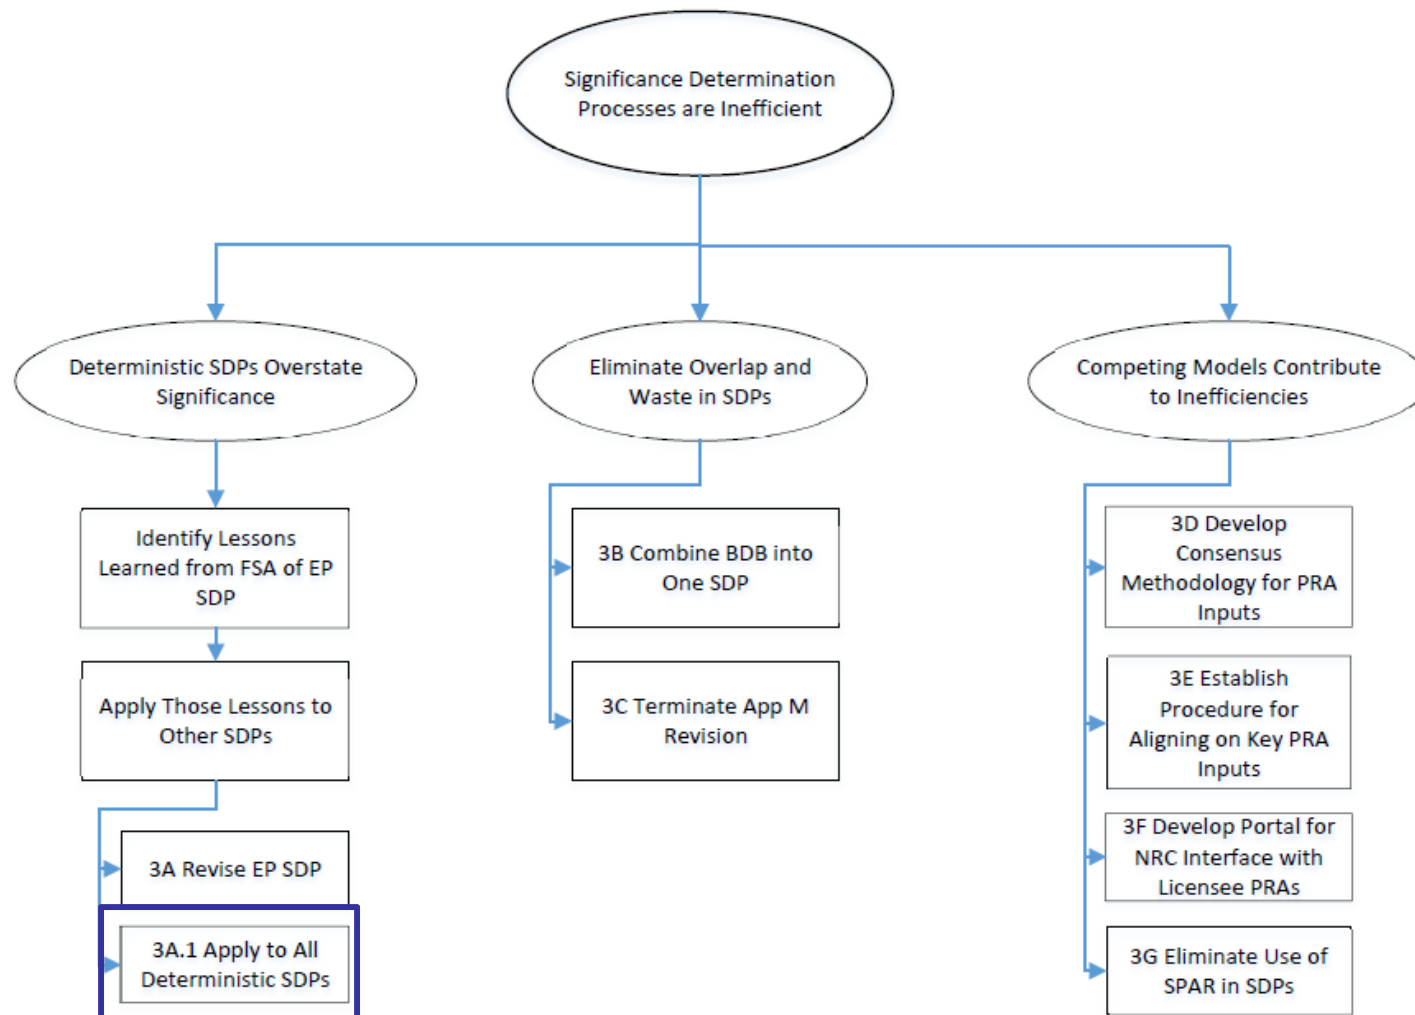 Significance Determination
Processes are Inefficient
Deterministic SDPs Overstate
Significance
Eliminate Overlap and
Waste in SDPs
Competing Models Contribute
to Inefficiencies
Identify Lessons
Learned from FSA of EP
SDP
Apply Those Lessons to
Other SDPs
3A Revise EP SDP
3A.1 Apply to All
Deterministic SDPs
3B Combine BDB into
One SDP
3C Terminate App M
Revision
3D Develop
Consensus
Methodology for PRA
Inputs
3E Establish
Procedure for
Aligning on Key PRA
Inputs
3F Develop Portal for
NRC Interface with
Licensee PRAs
3G Eliminate Use of
SPAR in SDPs